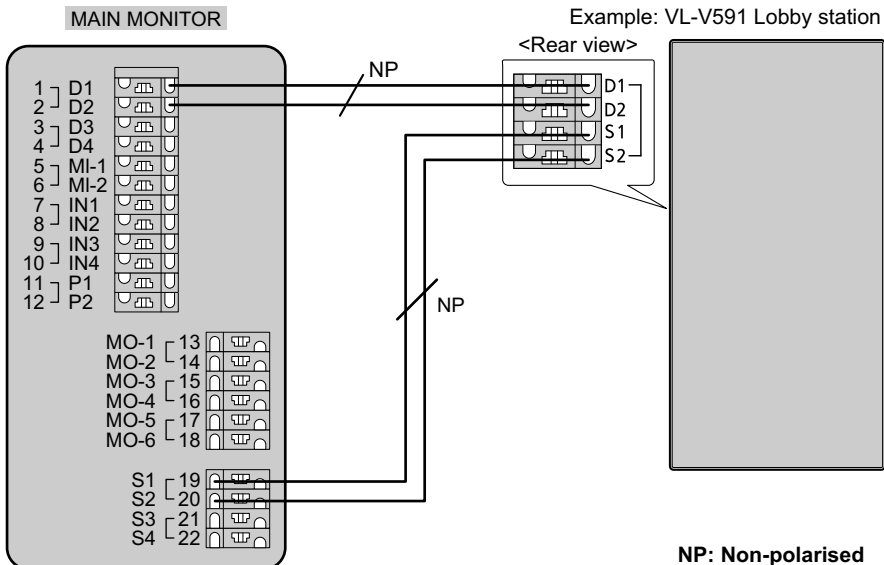 MAIN MONITOR
Example: VL-V591 Lobby station
<Rear view>
NP
1 D1
2 D2
3 D3
4 D4
5 MI-1
6 MI-2
7 IN1
8 IN2
9 IN3
10 IN4
11 P1
12 P2
D1
D2
S1
S2
NP
MO-1 13
MO-2 14
MO-3 15
MO-4 16
MO-5 17
MO-6 18
S1 19
S2 20
S3 21
S4 22
NP: Non-polarised